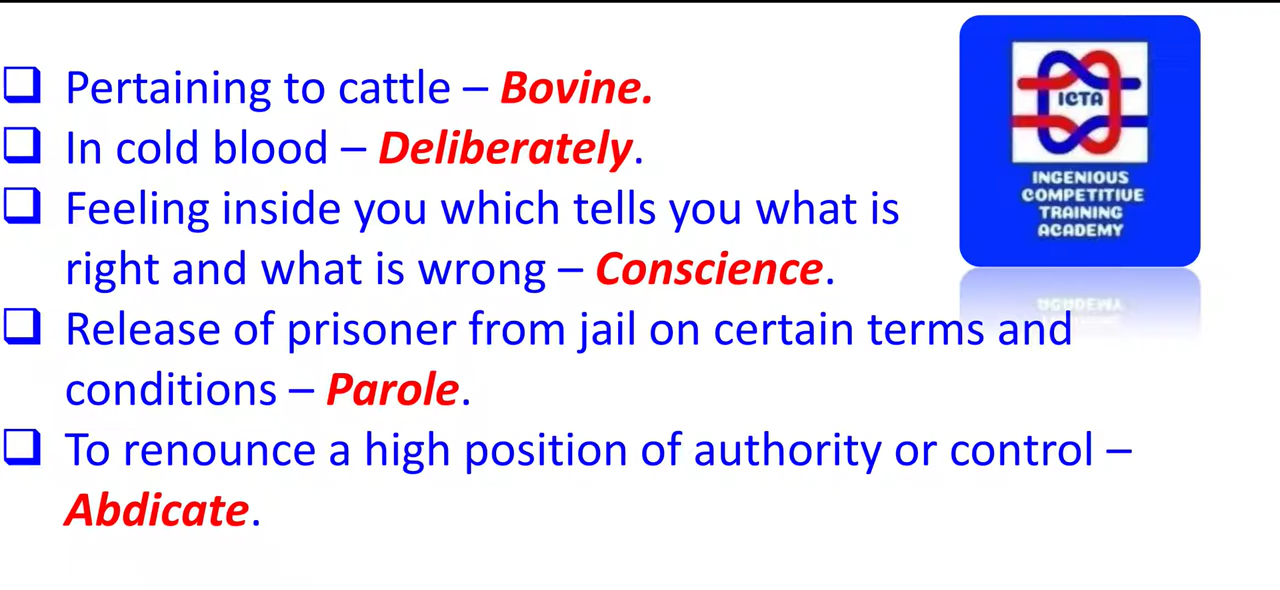 Pertaining to cattle – Bovine.
In cold blood – Deliberately.
Feeling inside you which tells you what is
right and what is wrong – Conscience.
Release of prisoner from jail on certain terms and
conditions – Parole.
To renounce a high position of authority or control –
Abdicate.
ICTA
INGENIOUS
COMPETITIVE
TRAINING
ACADEMY